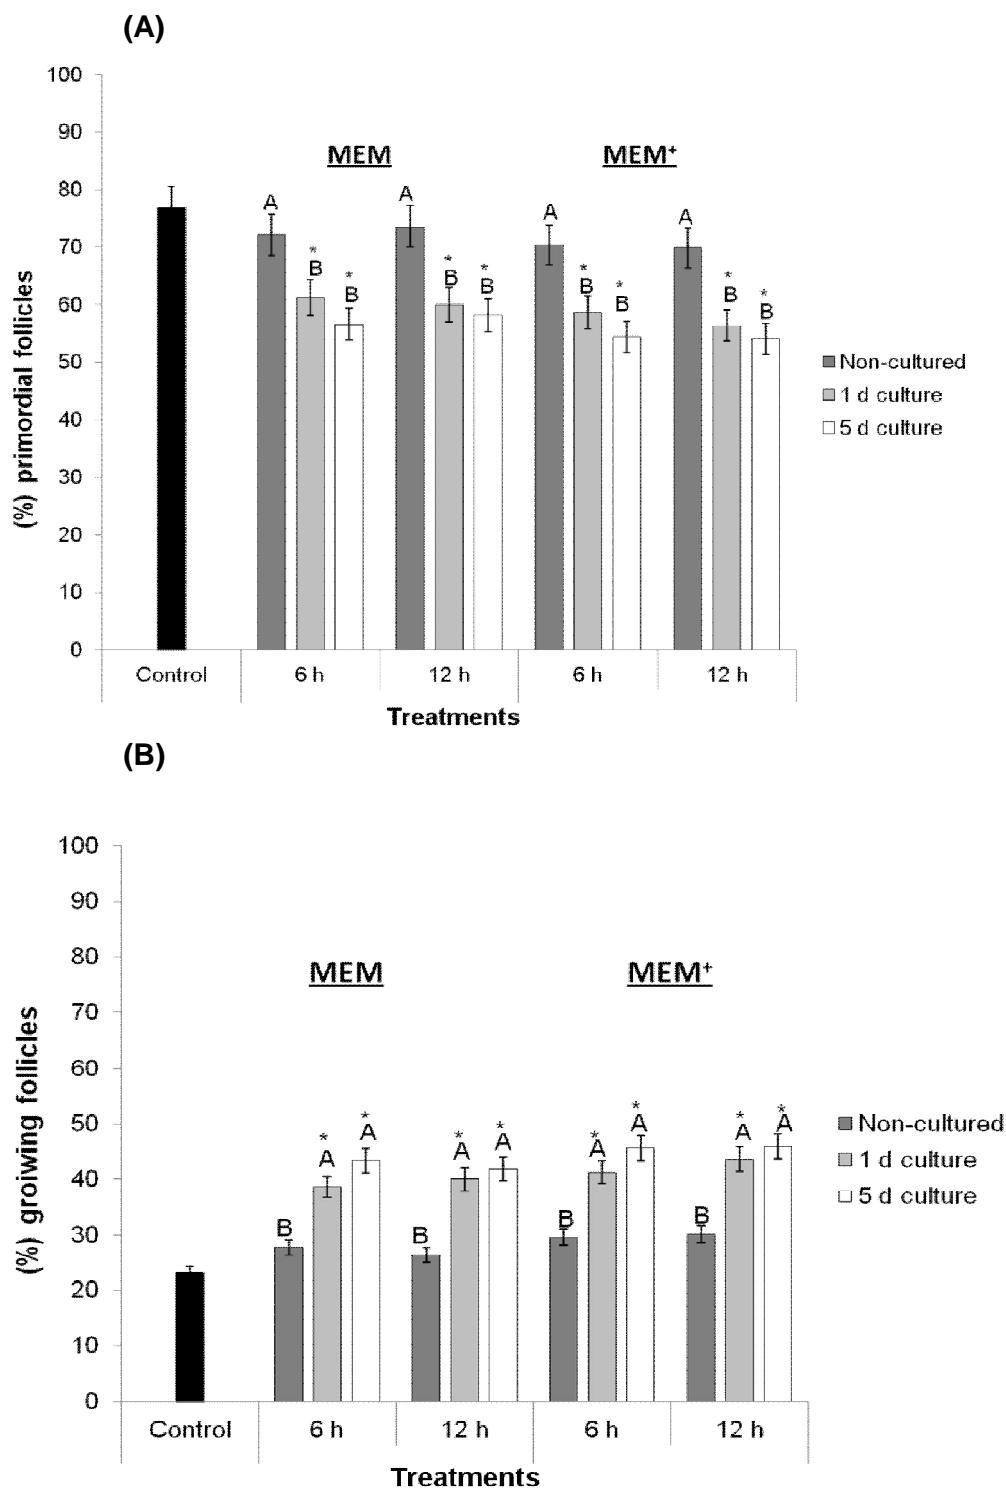 (A)
100
90
80
70
60
50
40
30
20
10
0
(%) primordial follicles
MEM
MEM⁺
A
*
B
*
B
A
*
B
*
B
A
*
B
*
B
A
*
B
*
B
Non-cultured
1 d culture
5 d culture
Control
6 h
12 h
6 h
12 h
Treatments
(B)
100
90
80
70
60
50
40
30
20
10
0
(%) groiwing follicles
MEM
MEM⁺
B
*
A
*
A
B
*
A
*
A
B
*
A
*
A
B
*
A
*
A
Non-cultured
1 d culture
5 d culture
Control
6 h
12 h
6 h
12 h
Treatments